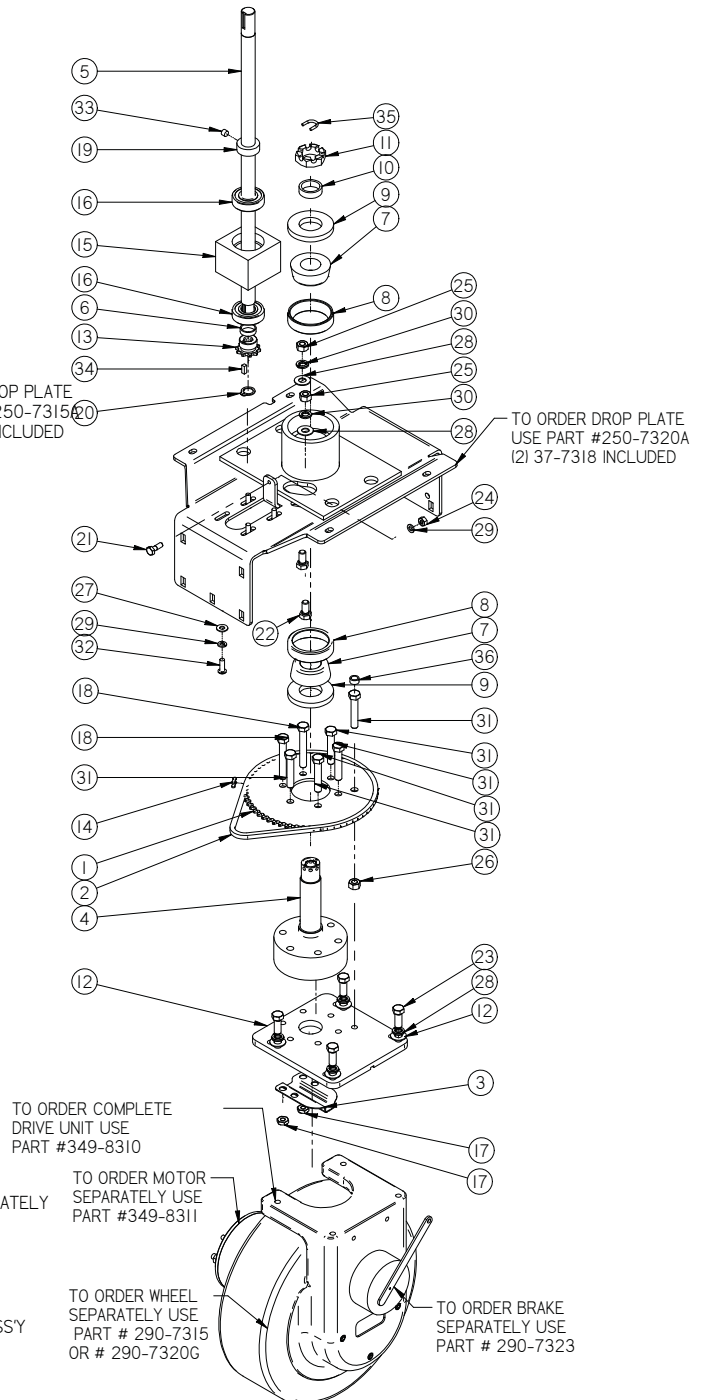 5
33
35
19
11
10
16
9
15
7
16
8
6
25
13
30
34
28
25
OP PLATE
250-7315A
20
NCLUDED
30
28
TO ORDER DROP PLATE
USE PART #250-7320A
(2) 37-7318 INCLUDED
24
29
21
27
29
32
22
8
7
36
9
18
31
18
31
31
31
31
14
31
1
2
26
4
23
12
28
12
3
TO ORDER COMPLETE
DRIVE UNIT USE
PART #349-8310
17
17
TO ORDER MOTOR
SEPARATELY USE
PART #349-8311
ATELY
TO ORDER WHEEL
SEPARATELY USE
PART # 290-7315
OR # 290-7320G
SS'Y
TO ORDER BRAKE
SEPARATELY USE
PART # 290-7323